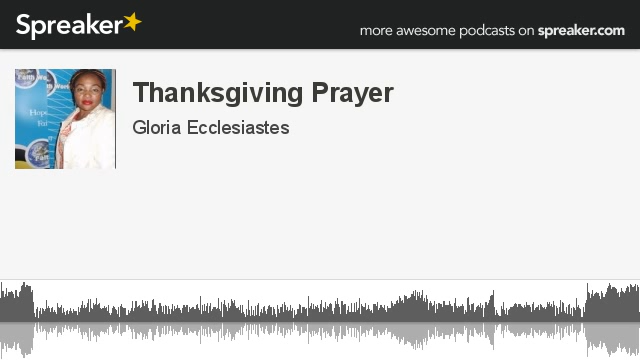 Spreaker
more awesome podcasts on spreaker.com
Thanksgiving Prayer
Gloria Ecclesiastes